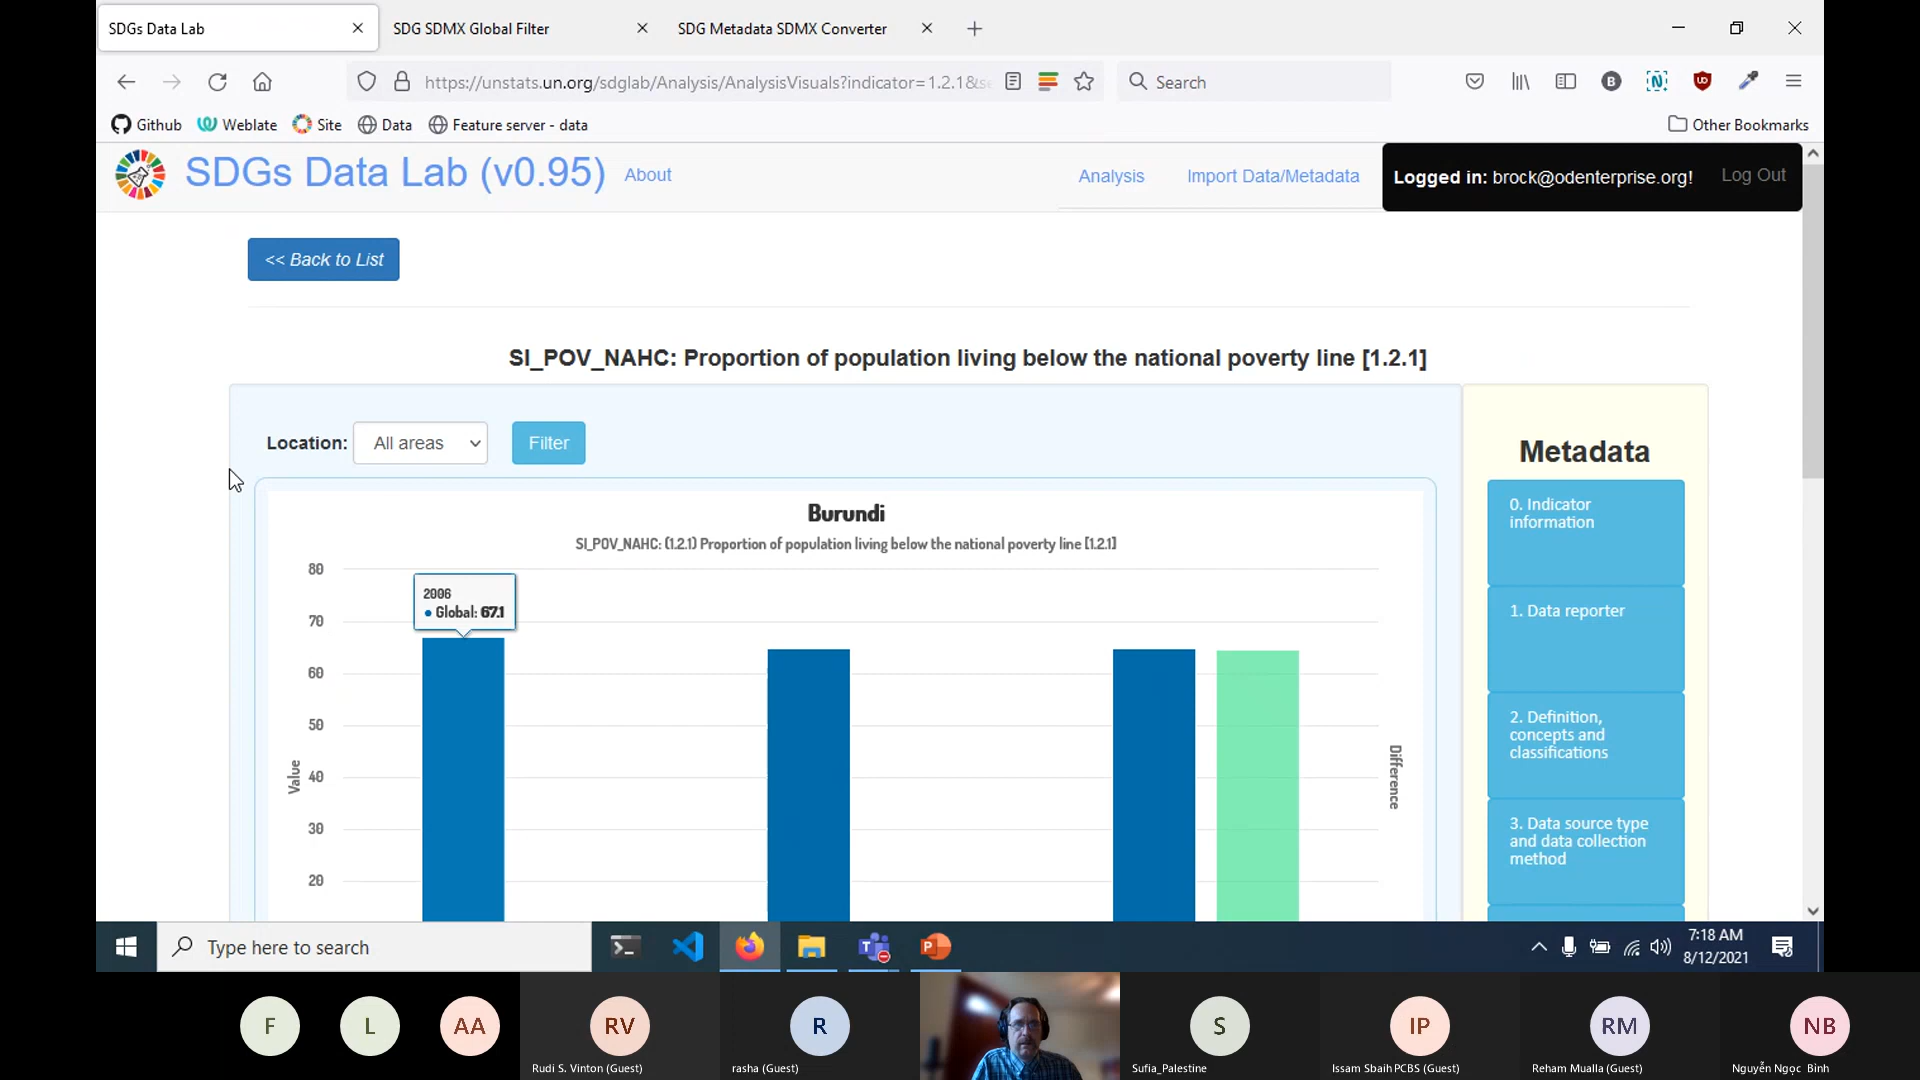 SDGs Data Lab
SDG SDMX Global Filter
SDG Metadata SDMX Converter
https://unstats.un.org/sdglab/Analysis/AnalysisVisuals?indicator=1.2.1&se
Search
Github
Weblate
Site
Data
Feature server - data
Other Bookmarks
SDGs Data Lab (v0.95)
About
Analysis
Import Data/Metadata
Logged in: brock@odenterprise.org!
Log Out
<< Back to List
SI_POV_NAHC: Proportion of population living below the national poverty line [1.2.1]
Location:
All areas
Filter
Burundi
SI_POV_NAHC: (1.2.1) Proportion of population living below the national poverty line [1.2.1]
80
70
60
50
40
30
20
Value
Difference
2006
Global: 67.1
Metadata
0. Indicator
information
1. Data reporter
2. Definition,
concepts and
classifications
3. Data source type
and data collection
method
Type here to search
7:18 AM
8/12/2021
F
L
AA
RV
Rudi S. Vinton (Guest)
R
rasha (Guest)
S
Sufia_Palestine
IP
Issam Sbaih PCBS (Guest)
RM
Reham Mualla (Guest)
NB
Nguyễn Ngọc Bình